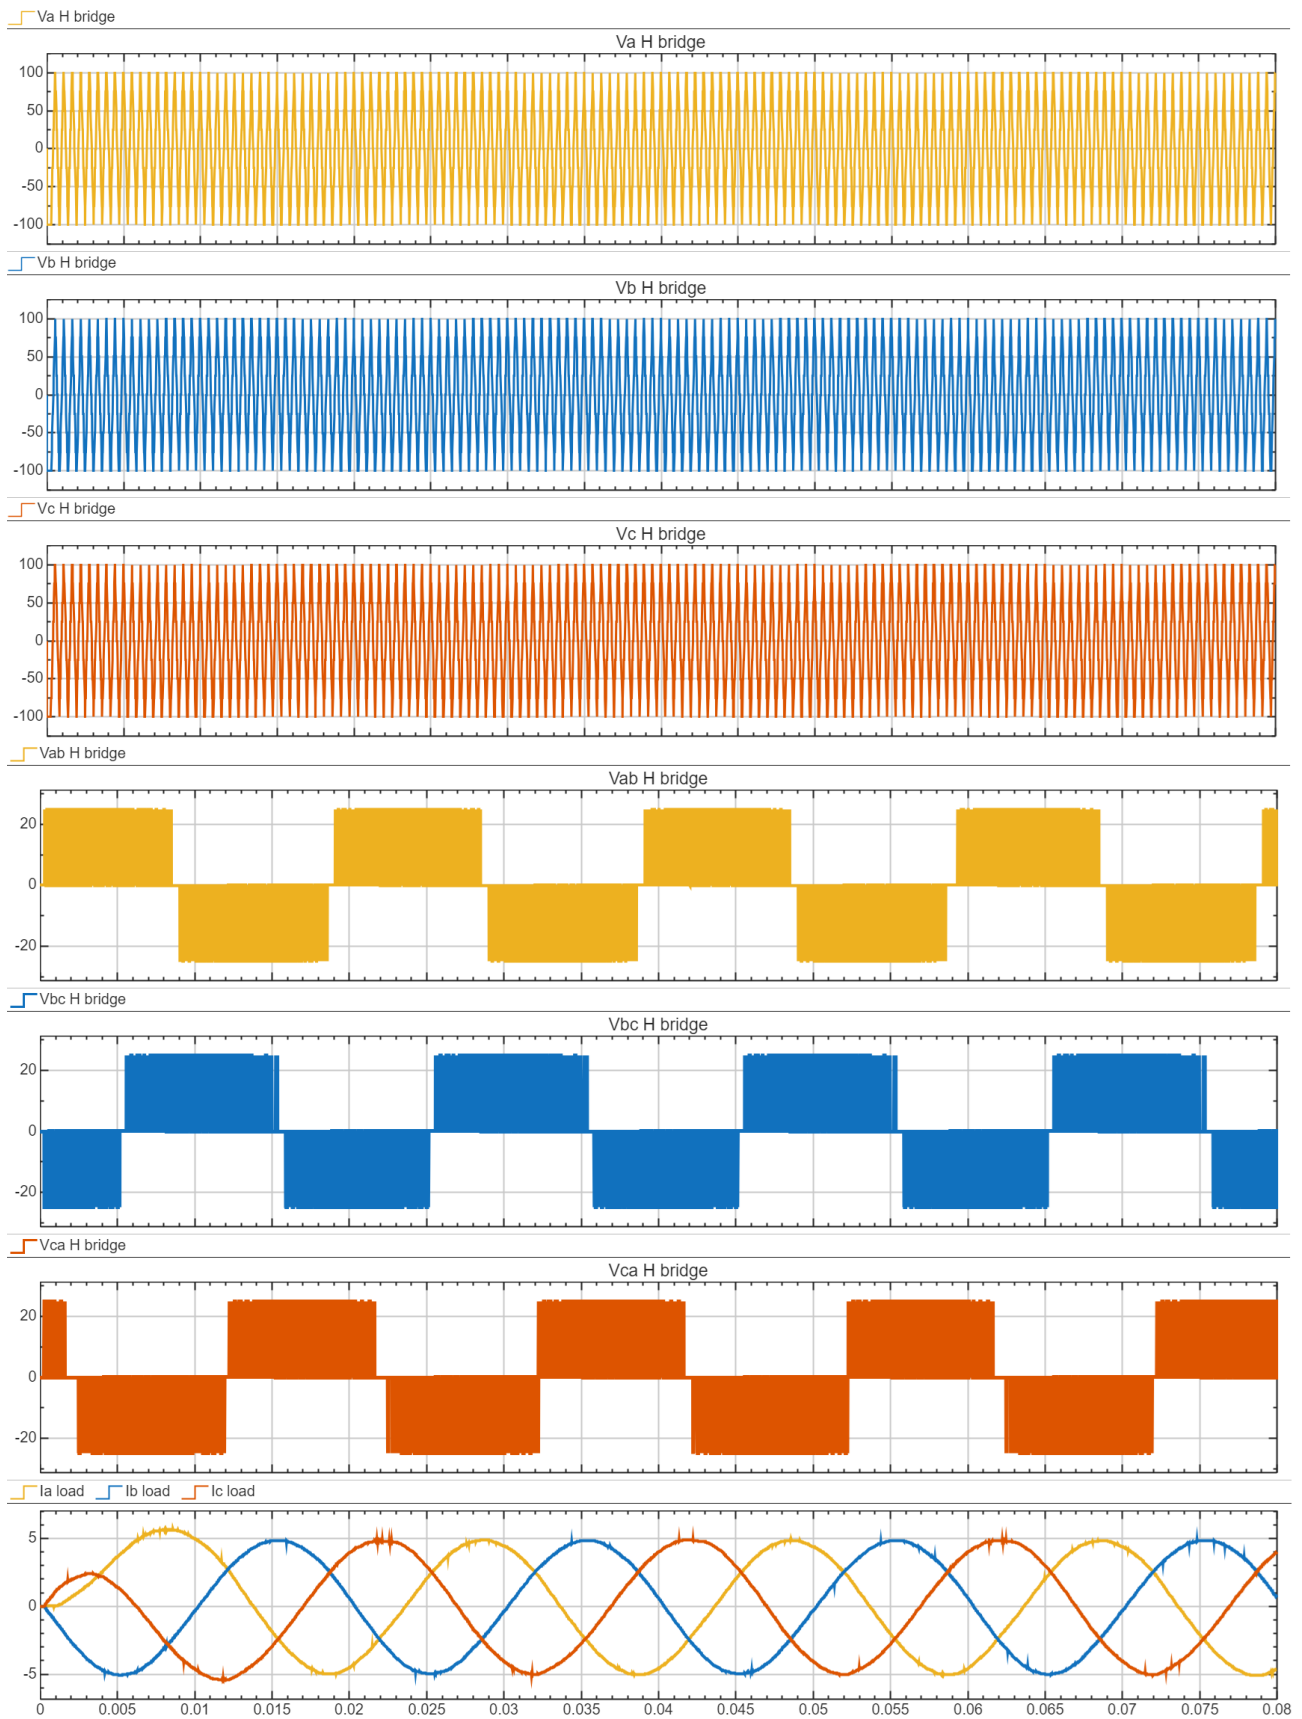 Va H bridge
Va H bridge
100
50
0
-50
-100
Vb H bridge
Vb H bridge
100
50
0
-50
-100
Vc H bridge
Vc H bridge
100
50
0
-50
-100
Vab H bridge
Vab H bridge
20
0
-20
Vbc H bridge
Vbc H bridge
20
0
-20
Vca H bridge
Vca H bridge
20
0
-20
Ia load Ib load Ic load
5
0
-5
0 0.005 0.01 0.015 0.02 0.025 0.03 0.035 0.04 0.045 0.05 0.055 0.06 0.065 0.07 0.075 0.08